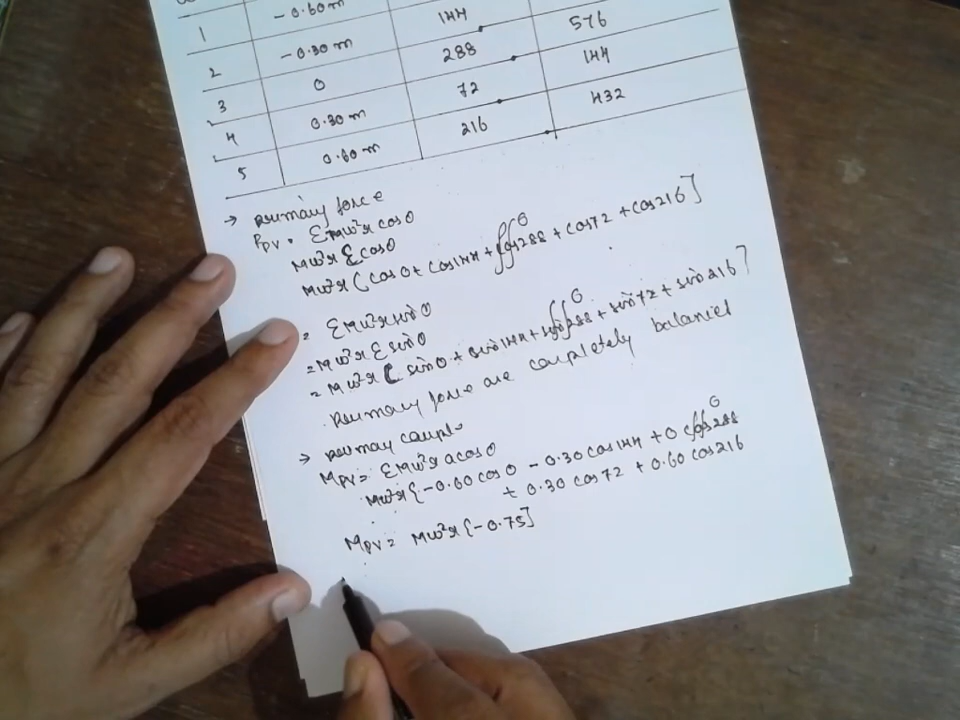 1 - 0.60m 144
2 - 0.30 m 288 576
3 0 72 144
4 0.30 m 216 432
5 0.60 m
→ Primary force
Ppv = Σmω²r cosθ
mω²r Σcosθ
mω²r [cos0 + cos144 + cos288 + cos72 + cos216]
= Σmω²r sinθ
= mω²r Σ sinθ
= mω²r [ sin0 + sin144 + sin288 + sin72 + sin216]
Primary force are completely balanced
→ Primay couple
Mpv = Σmω²r a cosθ
mω²r {-0.60 cos0 - 0.30 cos144 + 0 cos288
+ 0.30 cos72 + 0.60 cos216
Mpv = mω²r {-0.75]